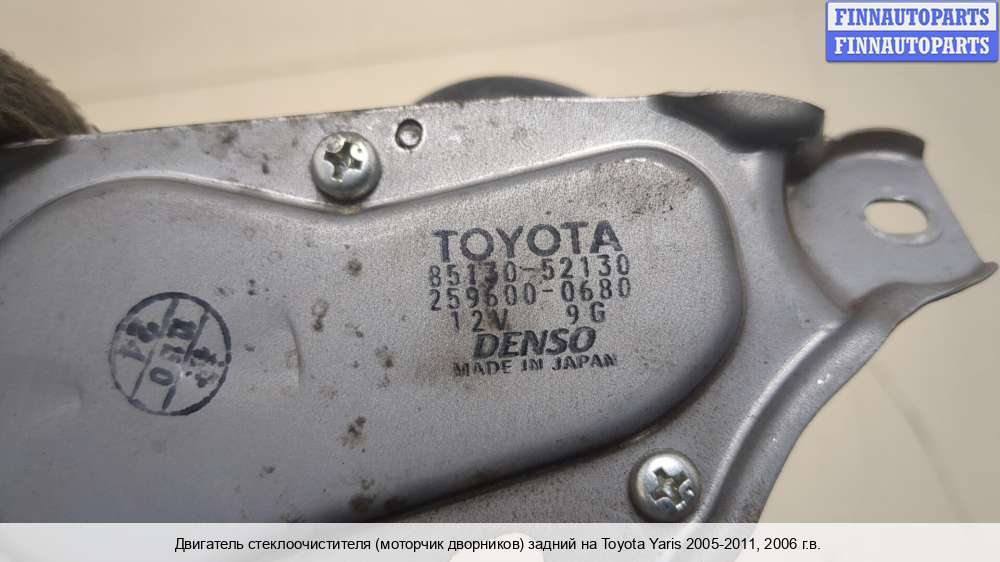 FINNAUTOPARTS
FINNAUTOPARTS
TOYOTA
85130-52130
259600-0680
12V 9G
DENSO
MADE IN JAPAN
Двигатель стеклоочистителя (моторчик дворников) задний на Toyota Yaris 2005-2011, 2006 г.в.